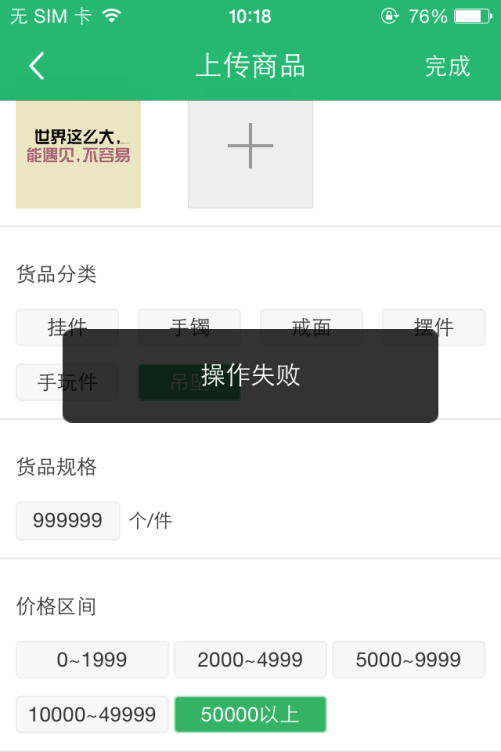 无 SIM 卡 10:18 76%
上传商品 完成
世界这么大,
能遇见,不容易
货品分类
挂件 手镯 戒面 摆件
操作失败
手玩件 吊坠
货品规格
999999 个/件
价格区间
0~1999 2000~4999 5000~9999
10000~49999 50000以上